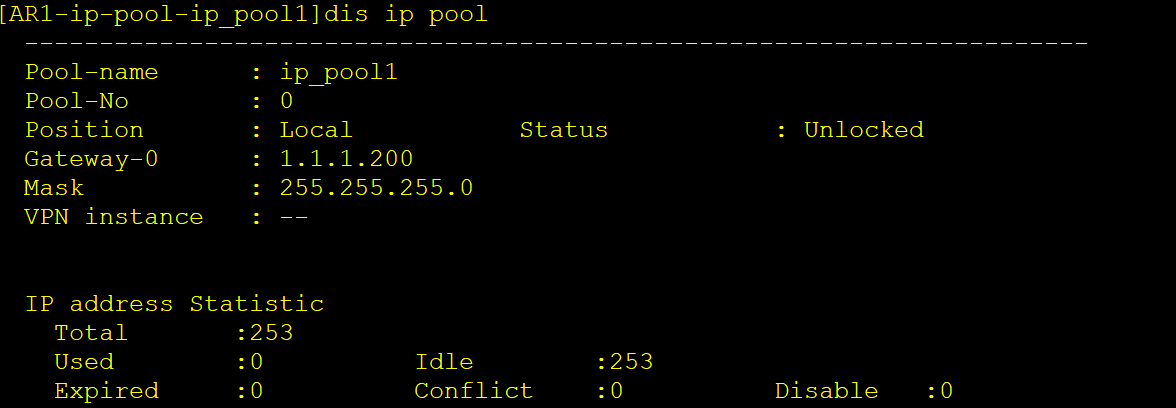 [AR1-ip-pool-ip_pool1]dis ip pool
-----------------------------------------------------------------------
Pool-name      : ip_pool1
Pool-No        : 0
Position       : Local           Status           : Unlocked
Gateway-0      : 1.1.1.200
Mask           : 255.255.255.0
VPN instance   : --
IP address Statistic
Total       :253
Used        :0          Idle        :253
Expired     :0          Conflict    :0          Disable   :0